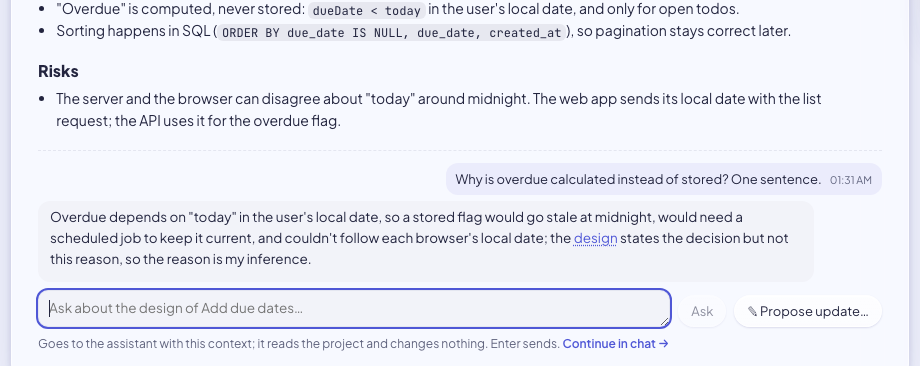 • "Overdue" is computed, never stored: dueDate < today in the user's local date, and only for open todos.
• Sorting happens in SQL (ORDER BY due_date IS NULL, due_date, created_at), so pagination stays correct later.
Risks
• The server and the browser can disagree about "today" around midnight. The web app sends its local date with the list
request; the API uses it for the overdue flag.
Why is overdue calculated instead of stored? One sentence. 01:31 AM
Overdue depends on "today" in the user's local date, so a stored flag would go stale at midnight, would need a
scheduled job to keep it current, and couldn't follow each browser's local date; the design states the decision but not
this reason, so the reason is my inference.
Ask about the design of Add due dates...
Ask
✎ Propose update...
Goes to the assistant with this context; it reads the project and changes nothing. Enter sends. Continue in chat →